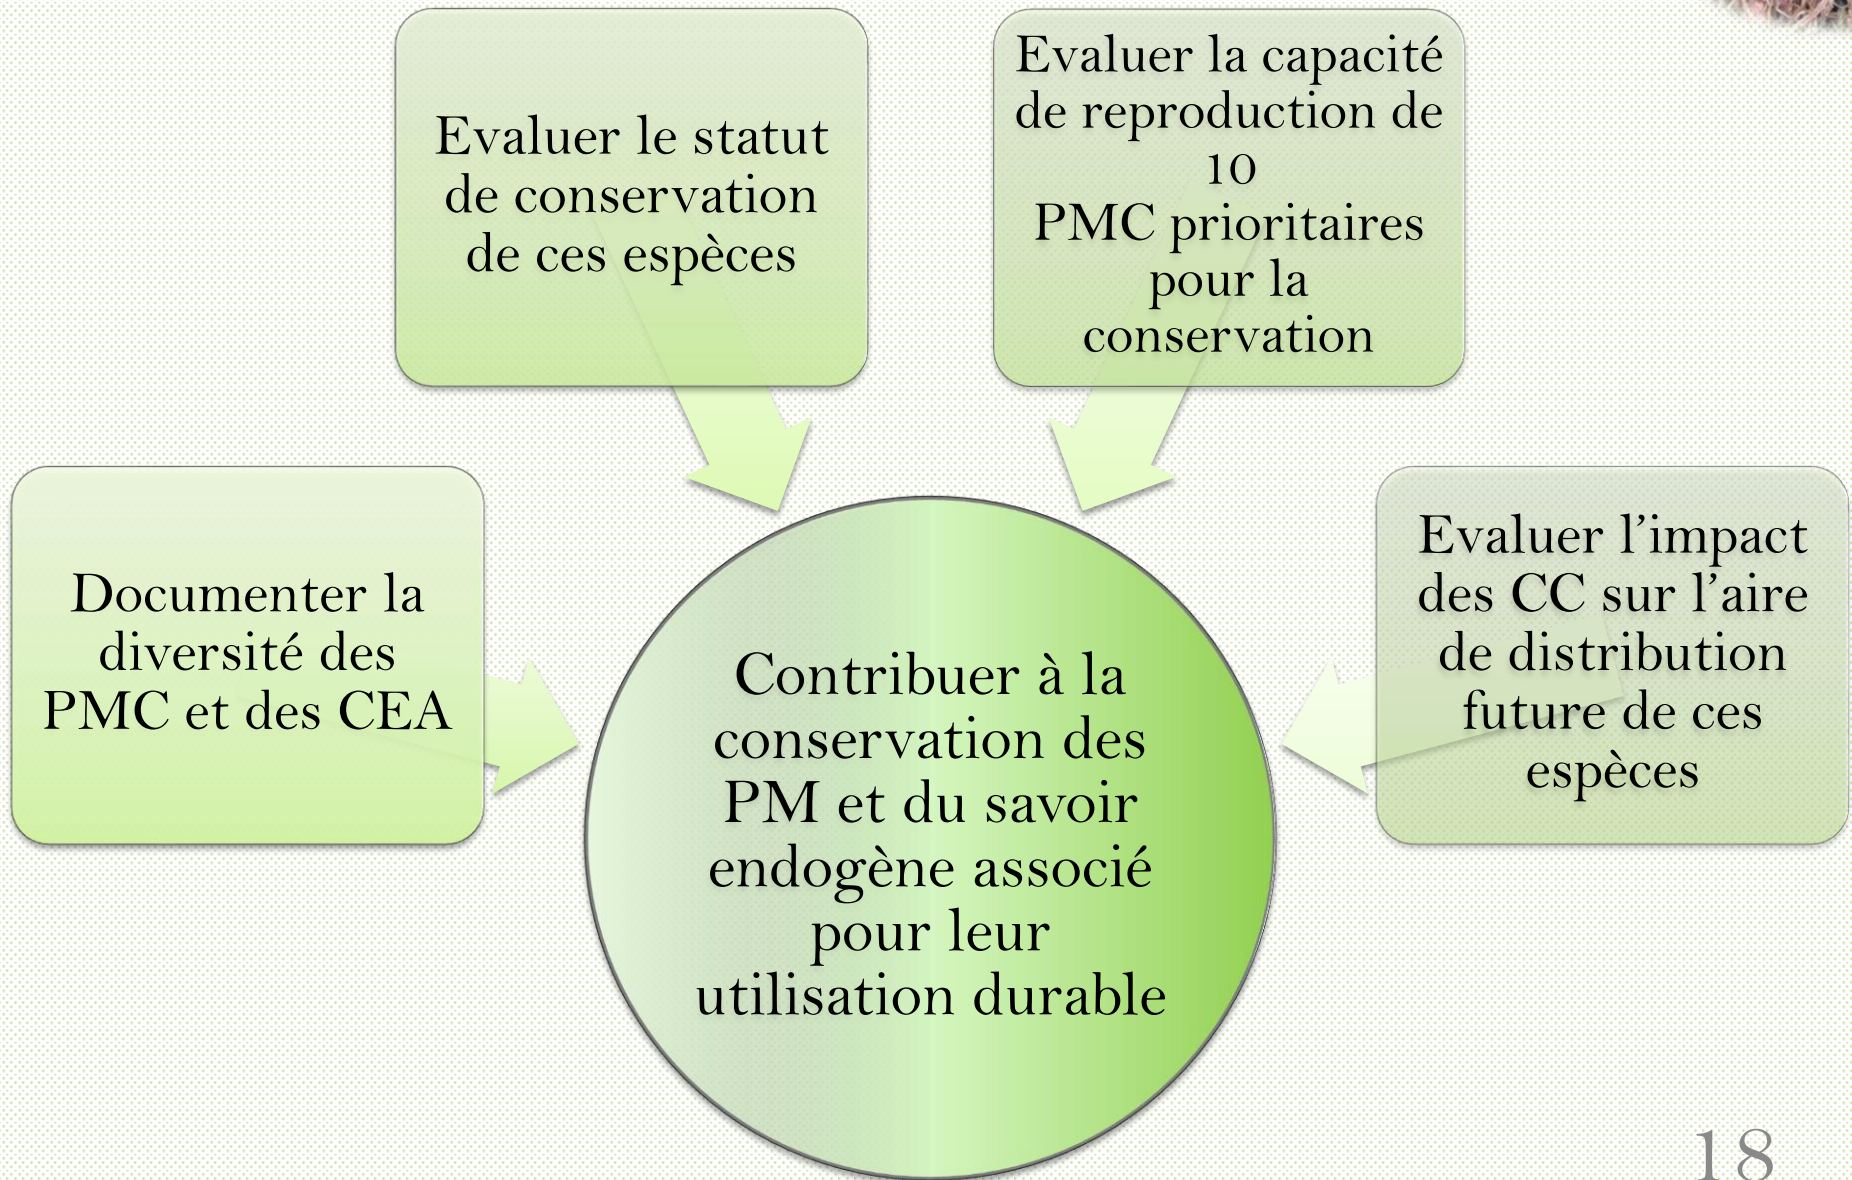 Evaluer le statut
de conservation
de ces espèces
Evaluer la capacité
de reproduction de
10
PMC prioritaires
pour la
conservation
Documenter la
diversité des
PMC et des CEA
Evaluer l’impact
des CC sur l’aire
de distribution
future de ces
espèces
Contribuer à la
conservation des
PM et du savoir
endogène associé
pour leur
utilisation durable
18